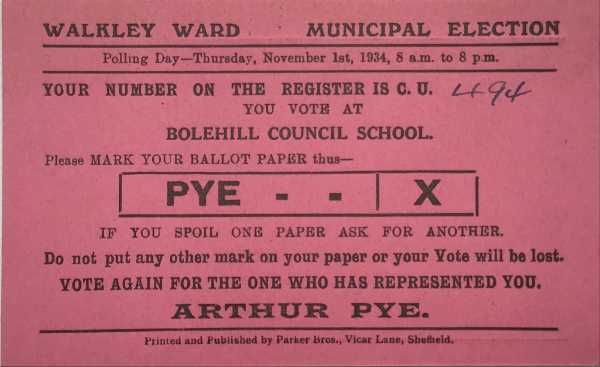 WALKLEY WARD MUNICIPAL ELECTION
Polling Day—Thursday, November 1st, 1934, 8 a.m. to 8 p.m.
YOUR NUMBER ON THE REGISTER IS C. U. 494
YOU VOTE AT
BOLEHILL COUNCIL SCHOOL.
Please MARK YOUR BALLOT PAPER thus—
PYE - - X
IF YOU SPOIL ONE PAPER ASK FOR ANOTHER.
Do not put any other mark on your paper or your Vote will be lost.
VOTE AGAIN FOR THE ONE WHO HAS REPRESENTED YOU.
ARTHUR PYE.
Printed and Published by Parker Bros., Vicar Lane, Sheffield.